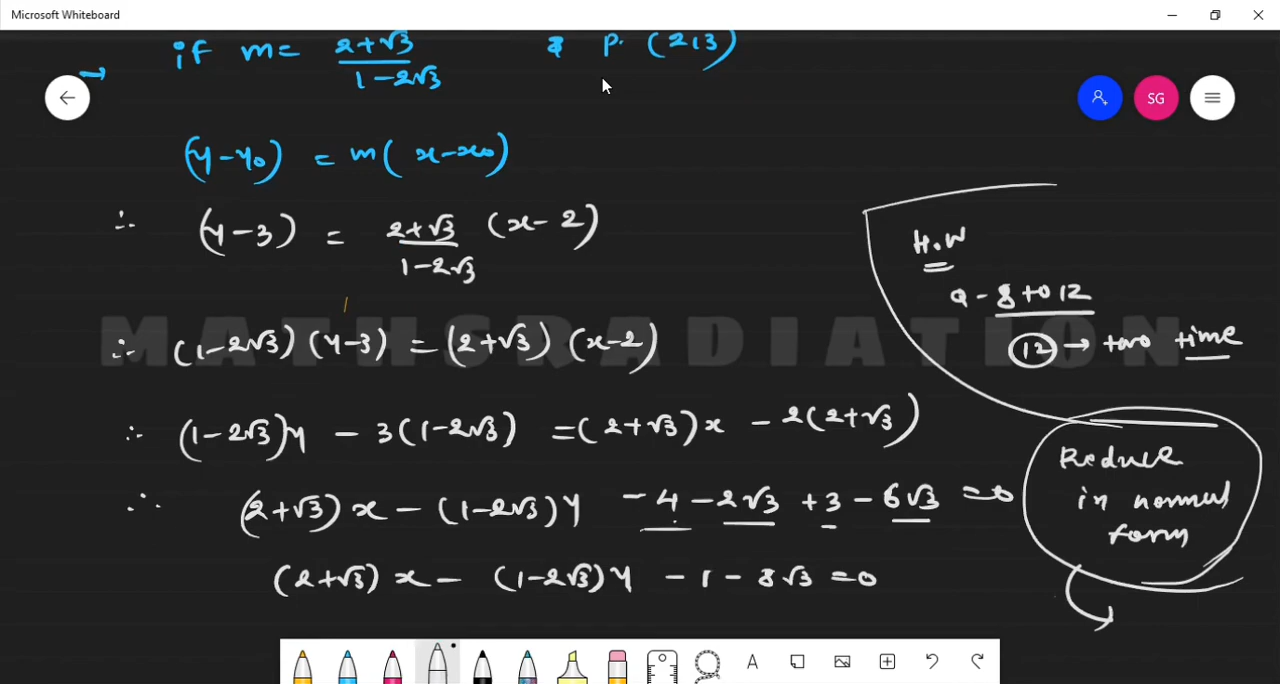 Microsoft Whiteboard
if m = 2+√3 / 1-2√3 & P. (2,3)
SG
(y-y₀) = m(x-x₀)
∴ (y-3) = 2+√3 / 1-2√3 (x-2)
∴ (1-2√3)(y-3) = (2+√3)(x-2)
∴ (1-2√3)y - 3(1-2√3) = (2+√3)x - 2(2+√3)
∴ (2+√3)x - (1-2√3)y - 4 - 2√3 + 3 - 6√3 = 0
(2+√3)x - (1-2√3)y - 1 - 8√3 = 0
H.W
Q - 8 to 12
12 → two time
Reduce
in normal
form
MATHS RADIATION
A